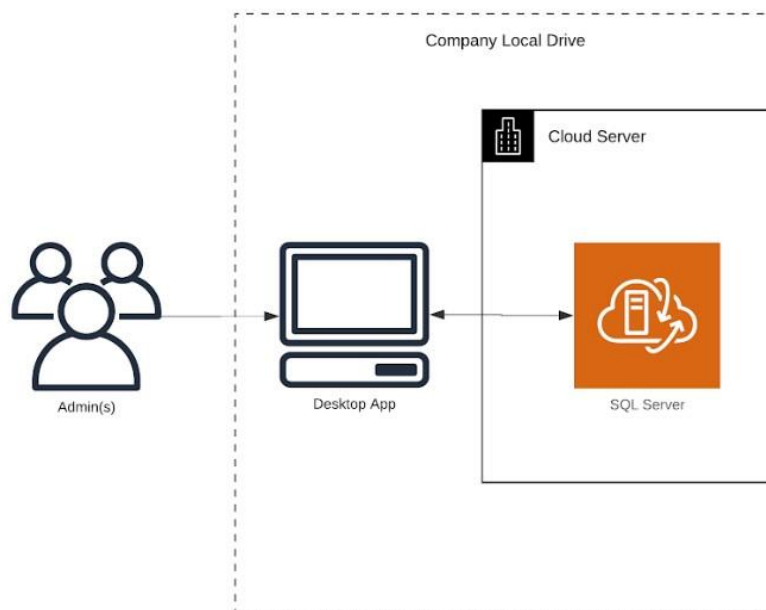 Company Local Drive
Cloud Server
Admin(s)
Desktop App
SQL Server